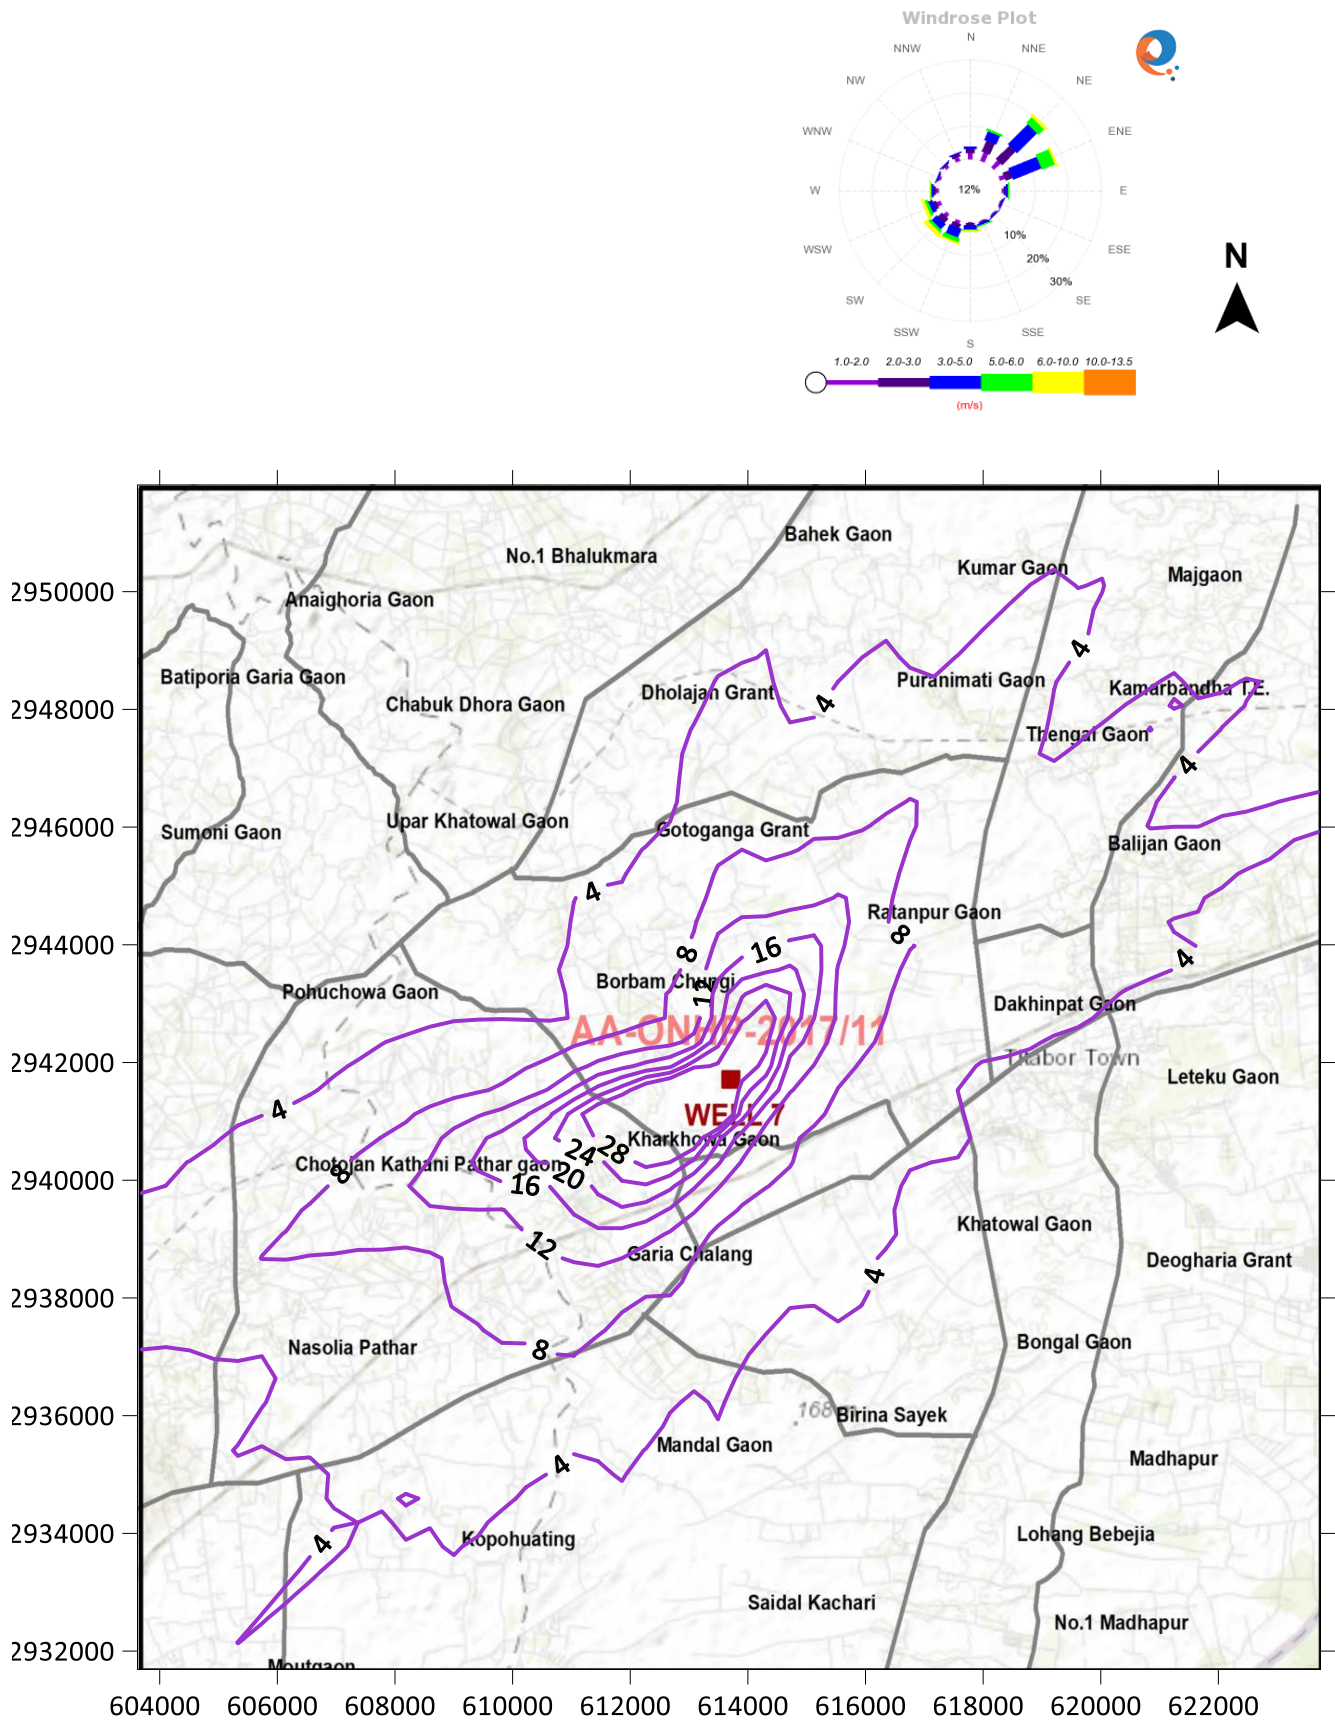 Windrose Plot
N
NNW
NNE
NW
NE
WNW
ENE
W
12%
E
10%
WSW
ESE
20%
30%
SW
SE
SSW
SSE
S
N
1.0-2.0 2.0-3.0 3.0-5.0 5.0-6.0 6.0-10.0 10.0-13.5
(m/s)
Bahek Gaon
No.1 Bhalukmara
Kumar Gaon
Majgaon
2950000
Anaighoria Gaon
4
Batiporia Garia Gaon
Puranimati Gaon
Kamarbandha T.E.
Dholajan Grant
4
Chabuk Dhora Gaon
2948000
Thengal Gaon
4
Upar Khatowal Gaon
2946000
Sumoni Gaon
Gotoganga Grant
Balijan Gaon
4
Ratanpur Gaon
8
2944000
8
16
4
Borbam Chungi
Pohuchowa Gaon
12
Dakhinpat Gaon
AA-ONHP-2017/11
2942000
Titabor Town
Leteku Gaon
4
WELL 7
Kharkhowa Gaon
24
28
Chotojan Kathani Pathar gaon
8
20
16
2940000
Khatowal Gaon
12
Garia Chalang
Deogharia Grant
4
2938000
Nasolia Pathar
8
Bongal Gaon
168
2936000
Birina Sayek
Mandal Gaon
4
Madhapur
2934000
4
Kopohuating
Lohang Bebejia
Saidal Kachari
No.1 Madhapur
2932000
Moutgaon
604000 606000 608000 610000 612000 614000 616000 618000 620000 622000